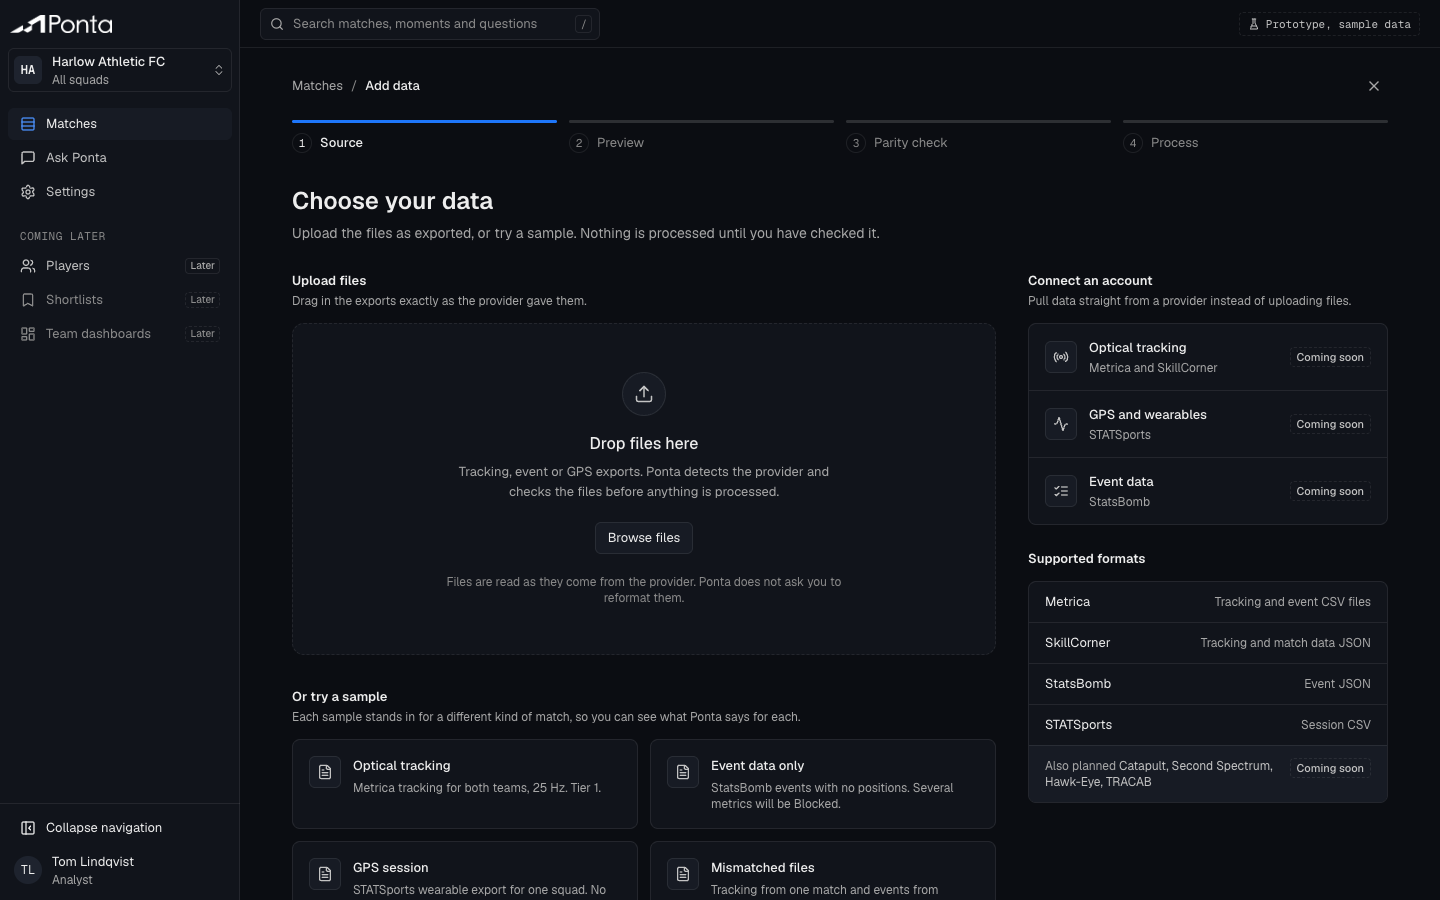 Ponta
Harlow Athletic FC
HA
All squads
Matches
Ask Ponta
Settings
COMING LATER
Players
Later
Shortlists
Later
Team dashboards
Later
Collapse navigation
TL
Tom Lindqvist
Analyst
Search matches, moments and questions
/
Prototype, sample data
Matches / Add data
1 Source
2 Preview
3 Parity check
4 Process
Choose your data
Upload the files as exported, or try a sample. Nothing is processed until you have checked it.
Upload files
Drag in the exports exactly as the provider gave them.
Drop files here
Tracking, event or GPS exports. Ponta detects the provider and
checks the files before anything is processed.
Browse files
Files are read as they come from the provider. Ponta does not ask you to
reformat them.
Or try a sample
Each sample stands in for a different kind of match, so you can see what Ponta says for each.
Optical tracking
Metrica tracking for both teams, 25 Hz. Tier 1.
Event data only
StatsBomb events with no positions. Several
metrics will be Blocked.
GPS session
STATSports wearable export for one squad. No
Mismatched files
Tracking from one match and events from
Connect an account
Pull data straight from a provider instead of uploading files.
Optical tracking
Metrica and SkillCorner
Coming soon
GPS and wearables
STATSports
Coming soon
Event data
StatsBomb
Coming soon
Supported formats
Metrica
Tracking and event CSV files
SkillCorner
Tracking and match data JSON
StatsBomb
Event JSON
STATSports
Session CSV
Also planned Catapult, Second Spectrum,
Hawk-Eye, TRACAB
Coming soon